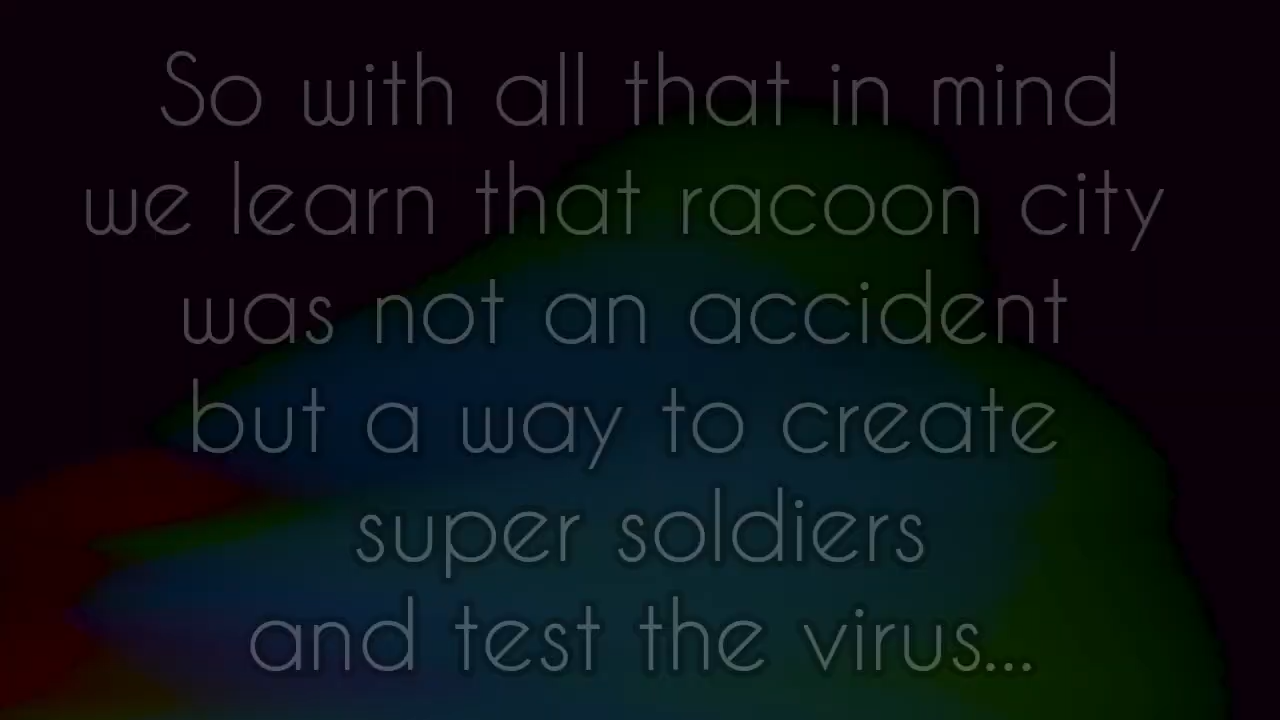 So with all that in mind
we learn that racoon city
was not an accident
but a way to create
super soldiers
and test the virus...